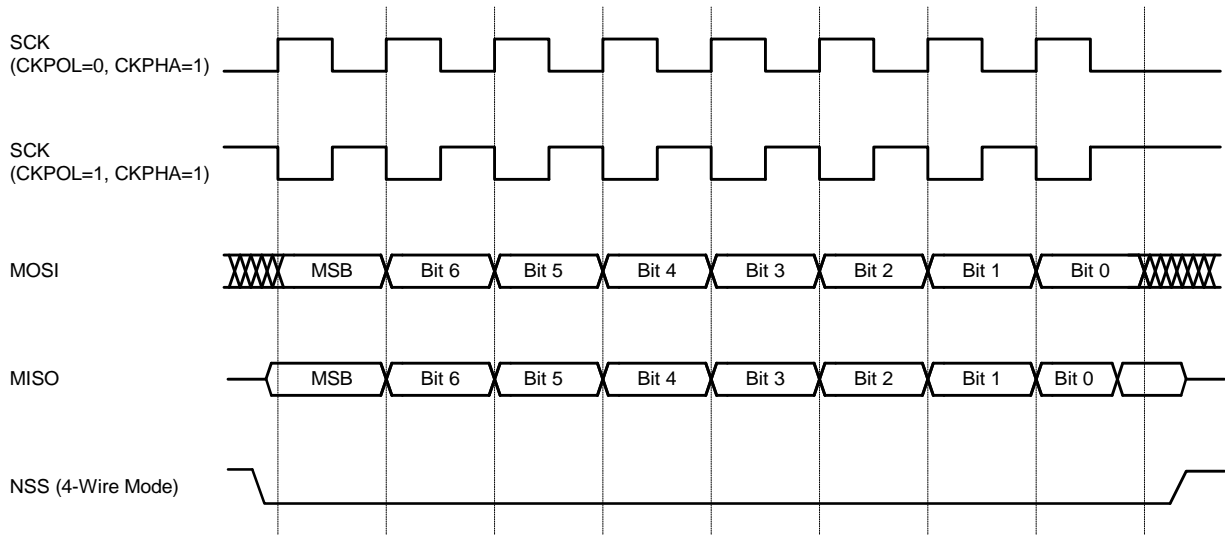 SCK
(CKPOL=0, CKPHA=1)
SCK
(CKPOL=1, CKPHA=1)
MOSI
MSB Bit 6 Bit 5 Bit 4 Bit 3 Bit 2 Bit 1 Bit 0
MISO
MSB Bit 6 Bit 5 Bit 4 Bit 3 Bit 2 Bit 1 Bit 0
NSS (4-Wire Mode)